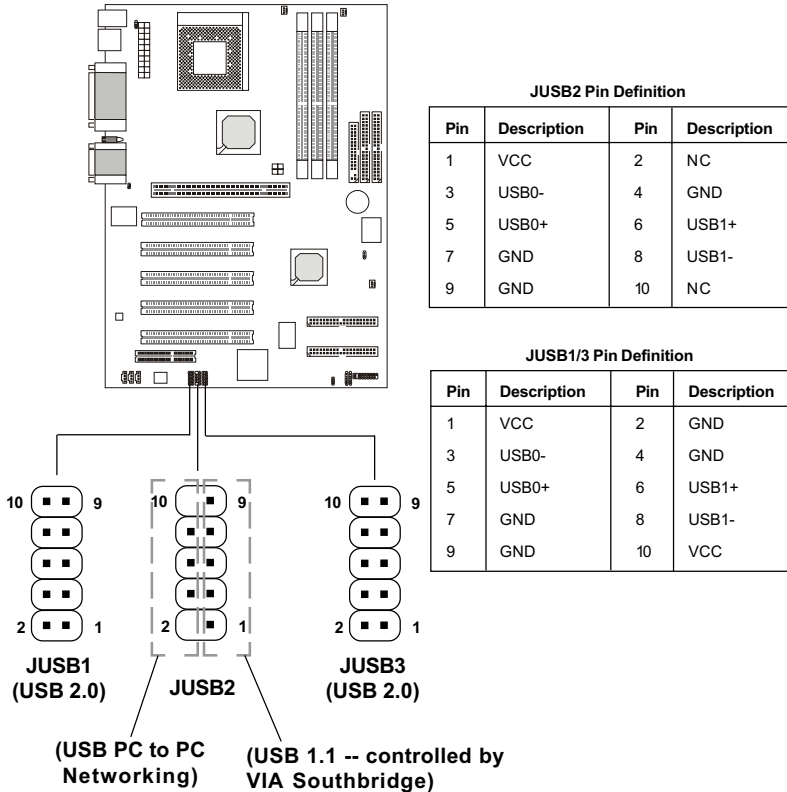 JUSB2 Pin Definition
Pin Description Pin Description
1 VCC 2 NC
3 USB0- 4 GND
5 USB0+ 6 USB1+
7 GND 8 USB1-
9 GND 10 NC
JUSB1/3 Pin Definition
Pin Description Pin Description
1 VCC 2 GND
3 USB0- 4 GND
5 USB0+ 6 USB1+
7 GND 8 USB1-
9 GND 10 VCC
10 9
2 1
JUSB1
(USB 2.0)
10 9
2 1
JUSB2
10 9
2 1
JUSB3
(USB 2.0)
(USB PC to PC
Networking)
(USB 1.1 -- controlled by
VIA Southbridge)